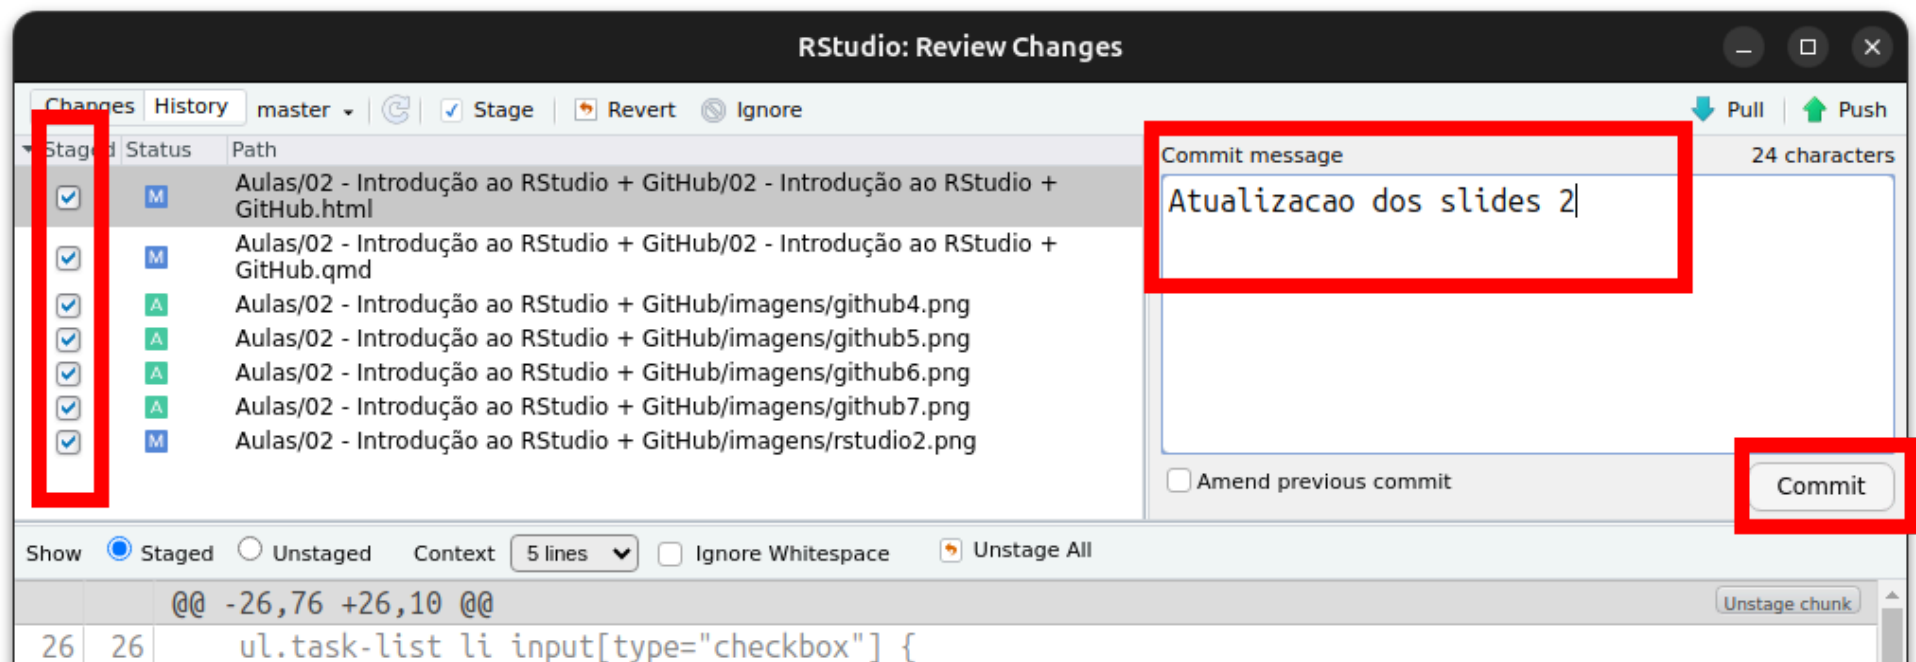 RStudio: Review Changes
Changes History master Stage Revert Ignore Pull Push
Staged Status Path
Commit message 24 characters
Aulas/02 - Introdução ao RStudio + GitHub/02 - Introdução ao RStudio +
GitHub.html
Atualizacao dos slides 2
M
Aulas/02 - Introdução ao RStudio + GitHub/02 - Introdução ao RStudio +
GitHub.qmd
M
A Aulas/02 - Introdução ao RStudio + GitHub/imagens/github4.png
A Aulas/02 - Introdução ao RStudio + GitHub/imagens/github5.png
A Aulas/02 - Introdução ao RStudio + GitHub/imagens/github6.png
A Aulas/02 - Introdução ao RStudio + GitHub/imagens/github7.png
M Aulas/02 - Introdução ao RStudio + GitHub/imagens/rstudio2.png
Amend previous commit
Commit
Show Staged Unstaged Context 5 lines Ignore Whitespace Unstage All
@@ -26,76 +26,10 @@ Unstage chunk
26 26 ul.task-list li input[type="checkbox"] {